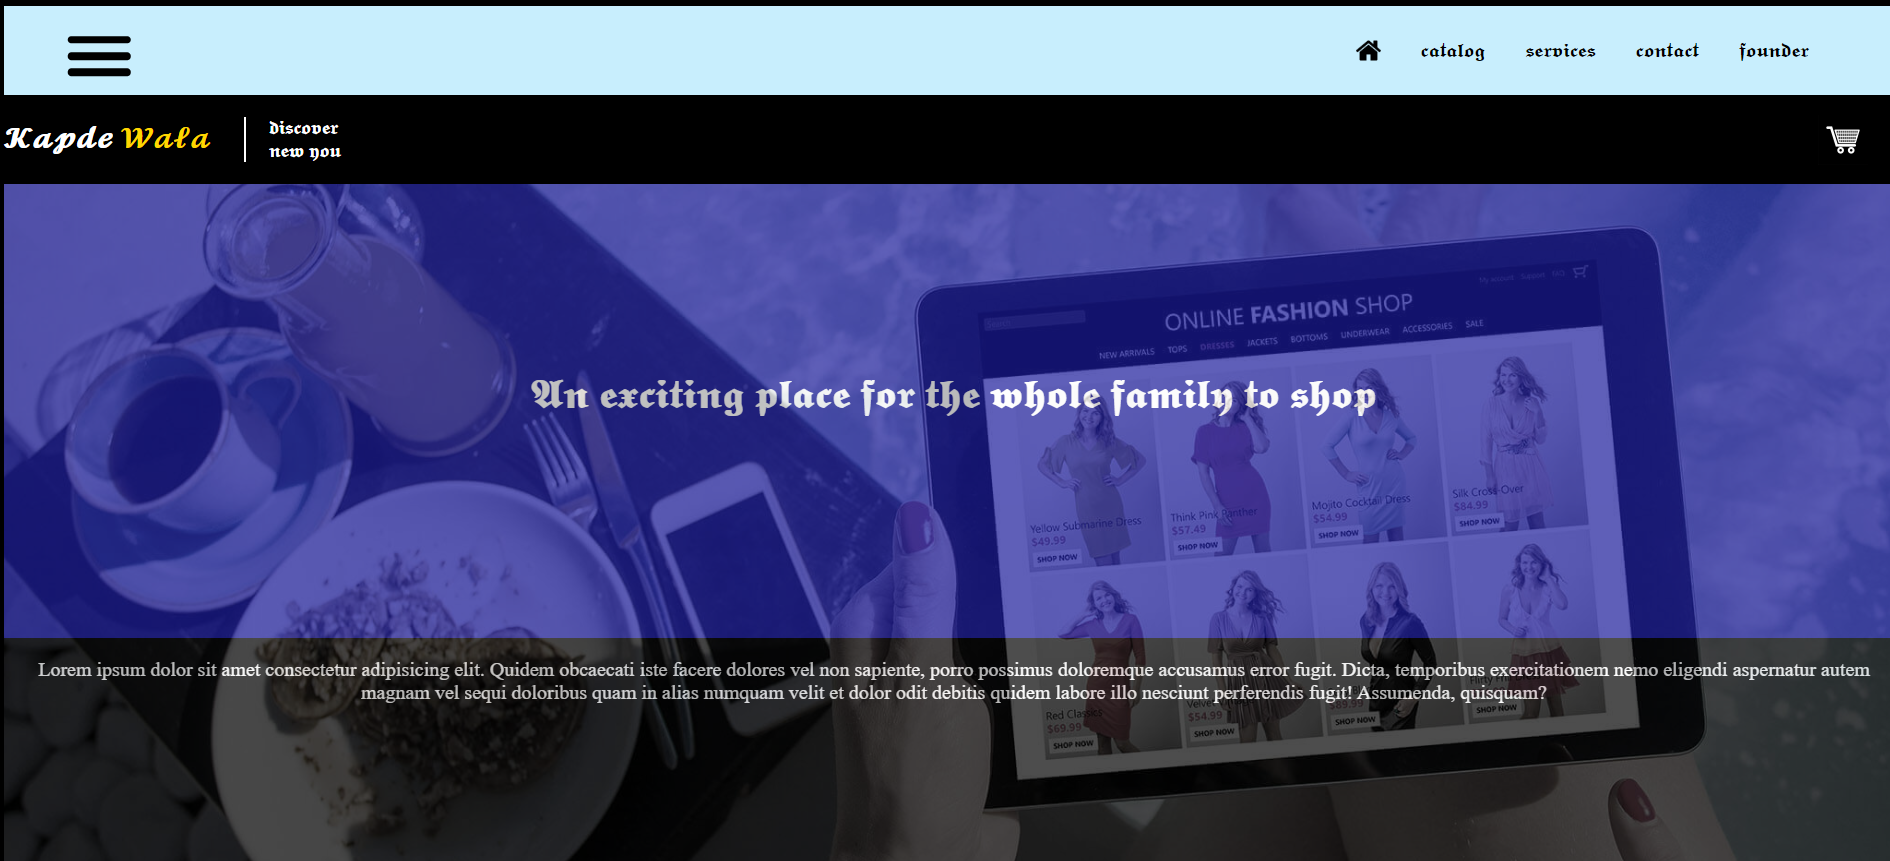 catalog services contact founder
Kapde Wala
discover
new you
An exciting place for the whole family to shop
My Account Support
ONLINE FASHION SHOP
NEW ARRIVALS TOPS DRESSES JACKETS BOTTOMS UNDERWEAR ACCESSORIES SALE
Yellow Submarine Dress
$49.99
SHOP NOW
Think Pink Panther
$57.49
SHOP NOW
Mojito Cocktail Dress
$54.99
SHOP NOW
Silk Cross-Over
$84.99
SHOP NOW
Lorem ipsum dolor sit amet consectetur adipisicing elit. Quidem obcaecati iste facere dolores vel non sapiente, porro possimus doloremque accusamus error fugit. Dicta, temporibus exercitationem nemo eligendi aspernatur autem
magnam vel sequi doloribus quam in alias numquam velit et dolor odit debitis quidem labore illo nesciunt perferendis fugit! Assumenda, quisquam?
Red Classics
$69.99
SHOP NOW
$54.99
SHOP NOW
$89.99
SHOP NOW
SHOP NOW